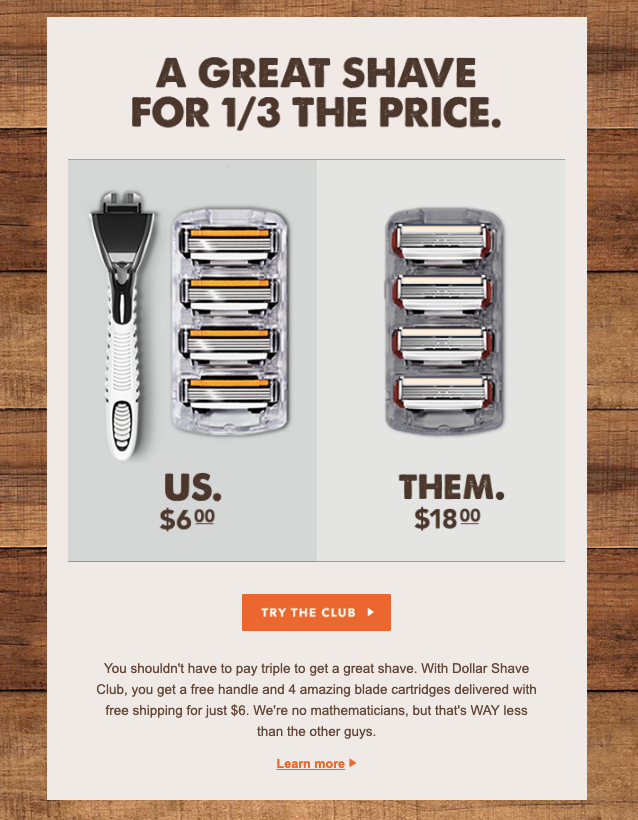 A GREAT SHAVE
FOR 1/3 THE PRICE.
US.
$6 00
THEM.
$18 00
TRY THE CLUB
You shouldn't have to pay triple to get a great shave. With Dollar Shave
Club, you get a free handle and 4 amazing blade cartridges delivered with
free shipping for just $6. We're no mathematicians, but that's WAY less
than the other guys.
Learn more